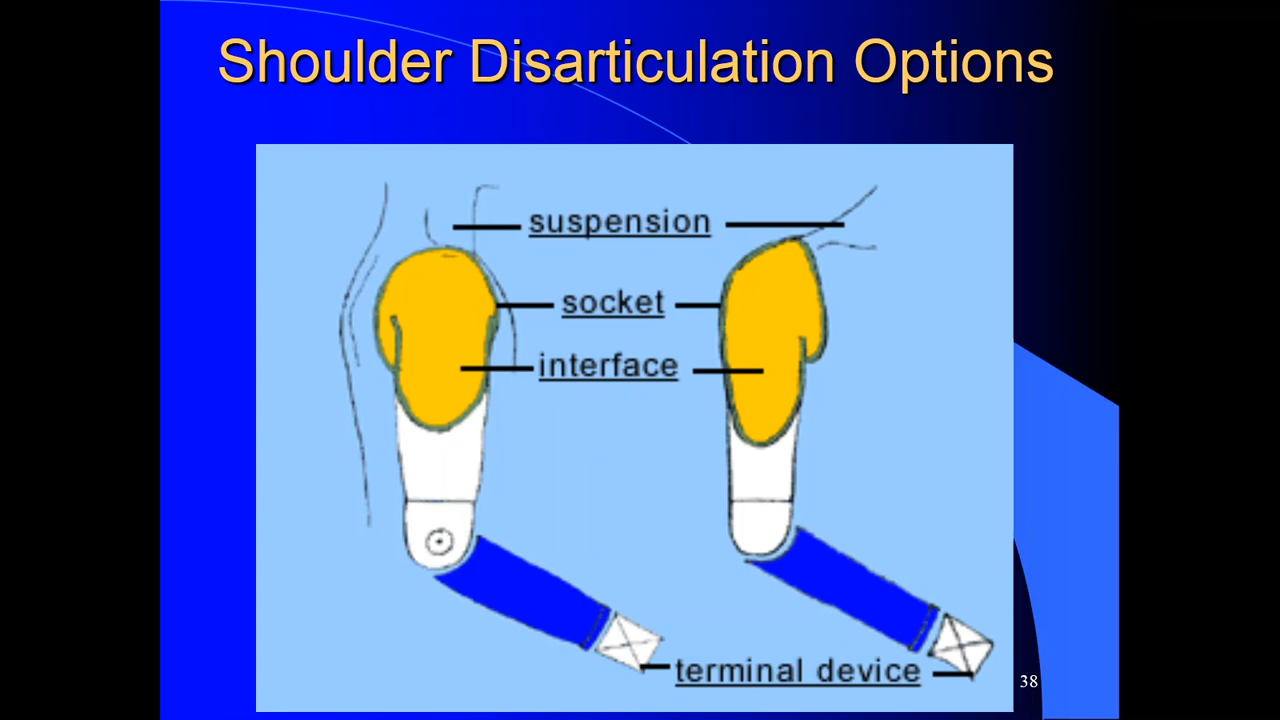 Shoulder Disarticulation Options
suspension
socket
interface
terminal device
38